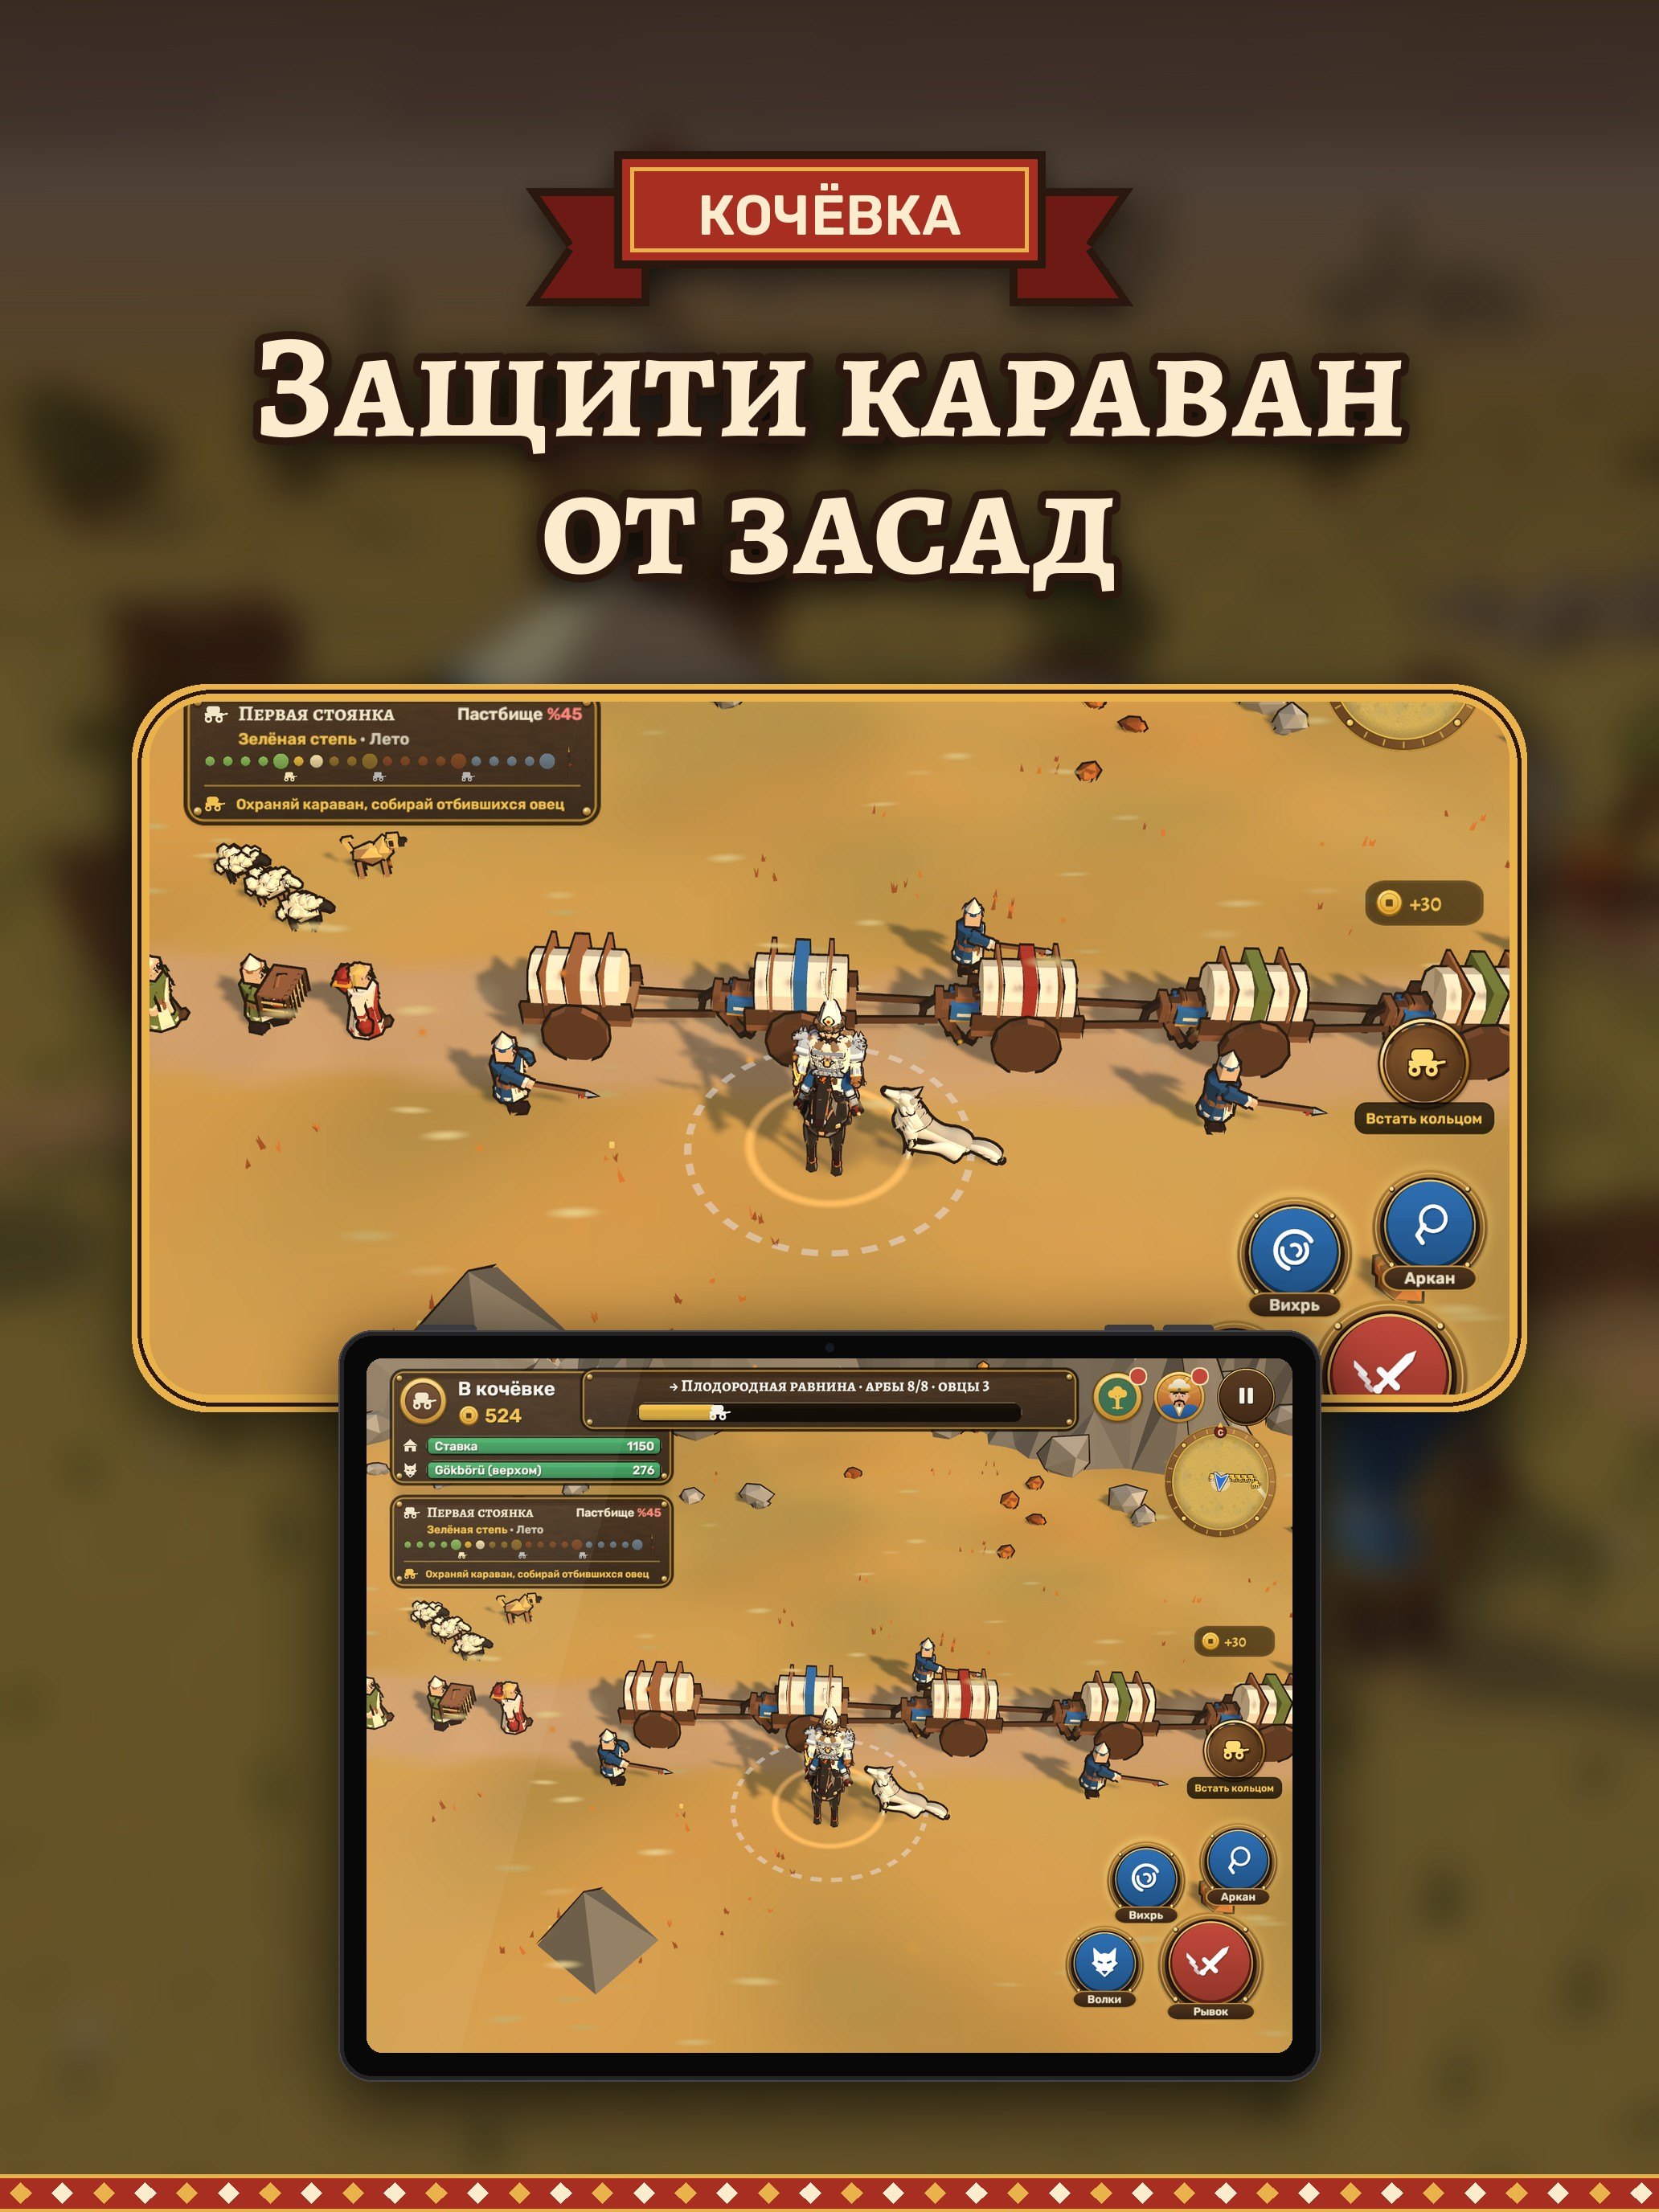 КОЧЁВКА
Защити караван
от засад
Первая стоянка Пастбище %45
Зелёная степь • Лето
Охраняй караван, собирай отбившихся овец
+30
Встать кольцом
Аркан
Вихрь
В кочёвке
524
→ Плодородная равнина · арбы 8/8 · овцы 3
Ставка 1150
Gökbörü (верхом) 276
С
Первая стоянка Пастбище %45
Зелёная степь • Лето
Охраняй караван, собирай отбившихся овец
+30
Встать кольцом
Аркан
Вихрь
Волки
Рывок